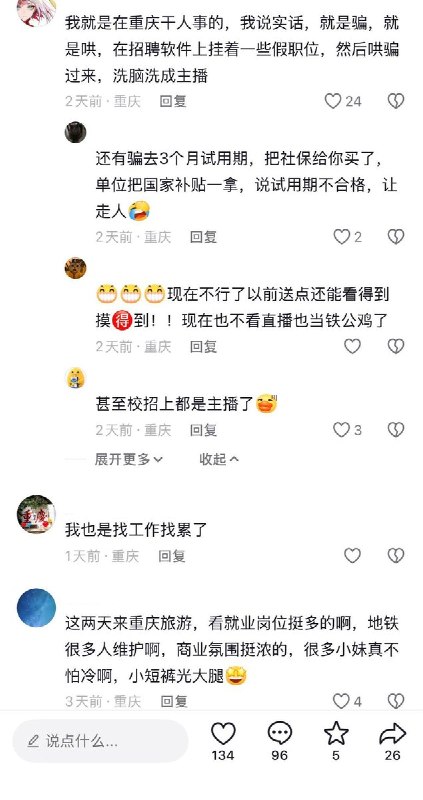 我就是在重庆干人事的，我说实话，就是骗，就
是哄，在招聘软件上挂着一些假职位，然后哄骗
过来，洗脑洗成主播
2天前 · 重庆 回复 24
还有骗去3个月试用期，把社保给你买了，
单位把国家补贴一拿，说试用期不合格，让
走人
2天前 · 重庆 回复 2
现在不行了以前送点还能看得到
摸得到！！现在也不看直播也当铁公鸡了
2天前 · 重庆 回复
甚至校招上都是主播了
2天前 · 重庆 回复 3
展开更多 收起
我也是找工作找累了
1天前 · 重庆 回复
这两天来重庆旅游，看就业岗位挺多的啊，地铁
很多人维护啊，商业氛围挺浓的，很多小妹真不
怕冷啊，小短裤光大腿
3天前 · 重庆 回复 4
说点什么... 134 96 5 26